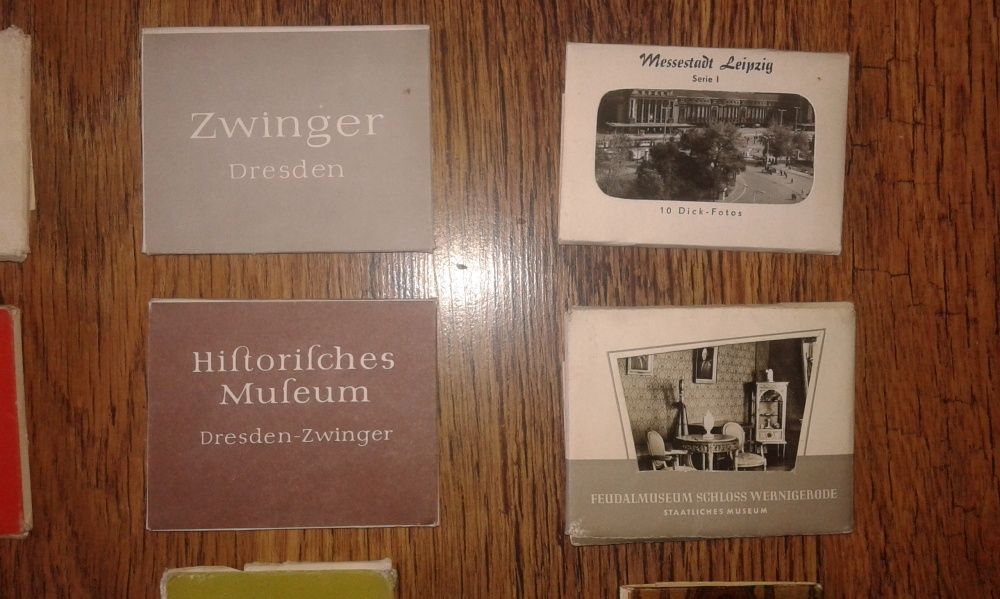 Zwinger
Dresden
Messestadt Leipzig
Serie I
10 Dick-Fotos
Hiſtoriſches
Muſeum
Dresden-Zwinger
FEUDALMUSEUM SCHLOSS WERNIGERODE
STAATLICHES MUSEUM